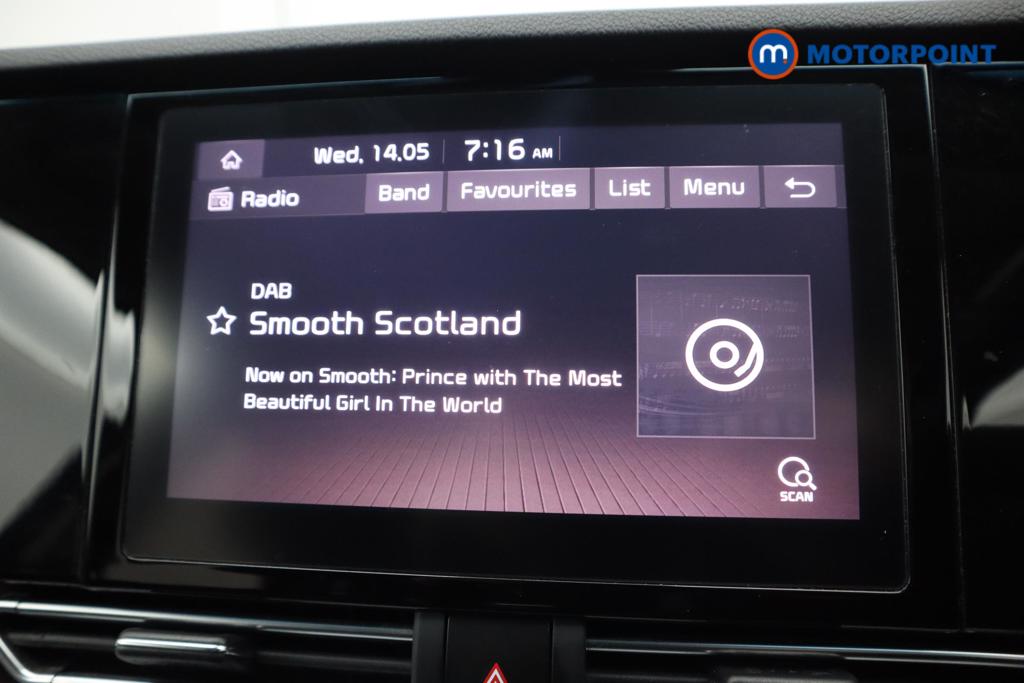 m MOTORPOINT
Wed. 14.05 7:16 AM
Radio Band Favourites List Menu
DAB
Smooth Scotland
Now on Smooth: Prince with The Most
Beautiful Girl In The World
SCAN